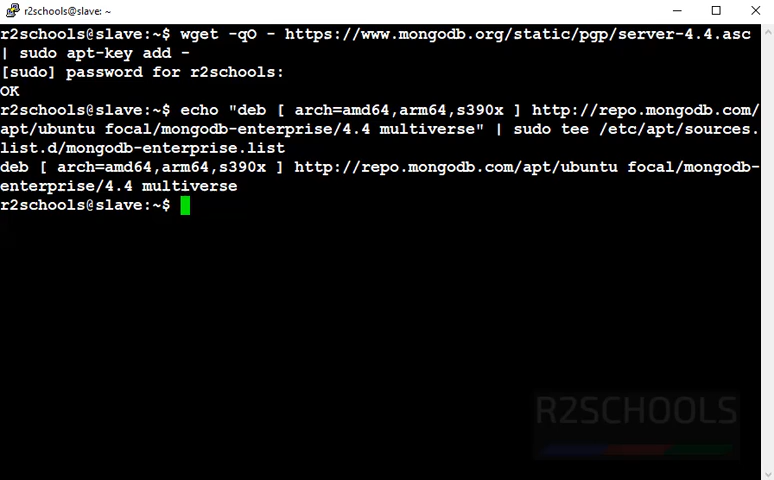 r2schools@slave: ~
r2schools@slave:~$ wget -qO - https://www.mongodb.org/static/pgp/server-4.4.asc
| sudo apt-key add -
[sudo] password for r2schools:
OK
r2schools@slave:~$ echo "deb [ arch=amd64,arm64,s390x ] http://repo.mongodb.com/
apt/ubuntu focal/mongodb-enterprise/4.4 multiverse" | sudo tee /etc/apt/sources.
list.d/mongodb-enterprise.list
deb [ arch=amd64,arm64,s390x ] http://repo.mongodb.com/apt/ubuntu focal/mongodb-
enterprise/4.4 multiverse
r2schools@slave:~$
R2SCHOOLS